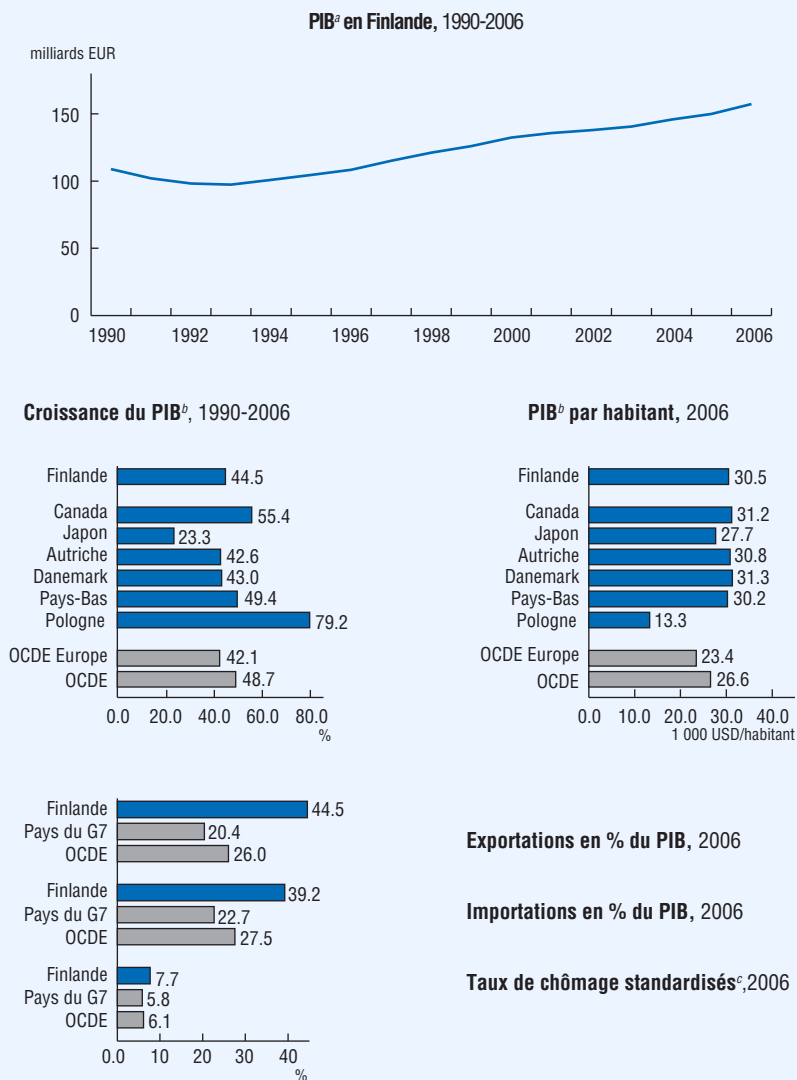 PIBᵃ en Finlande, 1990-2006
milliards EUR
150
100
50
0
1990 1992 1994 1996 1998 2000 2002 2004 2006
Croissance du PIBᵇ, 1990-2006
Finlande 44.5
Canada 55.4
Japon 23.3
Autriche 42.6
Danemark 43.0
Pays-Bas 49.4
Pologne 79.2
OCDE Europe 42.1
OCDE 48.7
0.0 20.0 40.0 60.0 80.0
%
PIBᵇ par habitant, 2006
Finlande 30.5
Canada 31.2
Japon 27.7
Autriche 30.8
Danemark 31.3
Pays-Bas 30.2
Pologne 13.3
OCDE Europe 23.4
OCDE 26.6
0.0 10.0 20.0 30.0 40.0
1 000 USD/habitant
Finlande 44.5
Pays du G7 20.4
OCDE 26.0
Exportations en % du PIB, 2006
Finlande 39.2
Pays du G7 22.7
OCDE 27.5
Importations en % du PIB, 2006
Finlande 7.7
Pays du G7 5.8
OCDE 6.1
Taux de chômage standardisésᶜ,2006
0.0 10 20 30 40
%